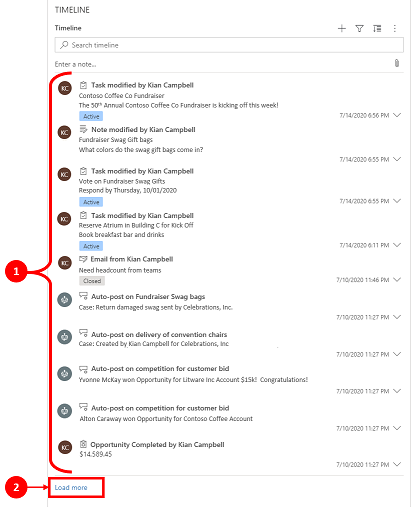 TIMELINE
Timeline
Search timeline
Enter a note...
KC Task modified by Kian Campbell
Contoso Coffee Co Fundraiser
The 50th Annual Contoso Coffee Co Fundraiser is kicking off this week!
Active 7/14/2020 6:56 PM
KC Note modified by Kian Campbell
Fundraiser Swag Gift bags
What colors do the swag gift bags come in?
7/14/2020 6:55 PM
KC Task modified by Kian Campbell
Vote on Fundraiser Swag Gifts
Respond by Thursday, 10/01/2020
Active 7/14/2020 6:55 PM
KC Task modified by Kian Campbell
Reserve Atrium in Building C for Kick Off
Book breakfast bar and drinks
Active 7/14/2020 6:11 PM
KC Email from Kian Campbell
1 Need headcount from teams
Closed 7/10/2020 11:46 PM
Auto-post on Fundraiser Swag bags
Case: Return damaged swag sent by Celebrations, Inc.
7/10/2020 11:27 PM
Auto-post on delivery of convention chairs
Case: Created by Kian Campbell for Celebrations, Inc
7/10/2020 11:27 PM
Auto-post on competition for customer bid
Yvonne McKay won Opportunity for Litware Inc Account $15k! Congratulations!
7/10/2020 11:27 PM
Auto-post on competition for customer bid
Alton Caraway won Opportunity for Contoso Coffee Account
7/10/2020 11:27 PM
KC Opportunity Completed by Kian Campbell
$14,589.45
7/10/2020 11:27 PM
2 Load more